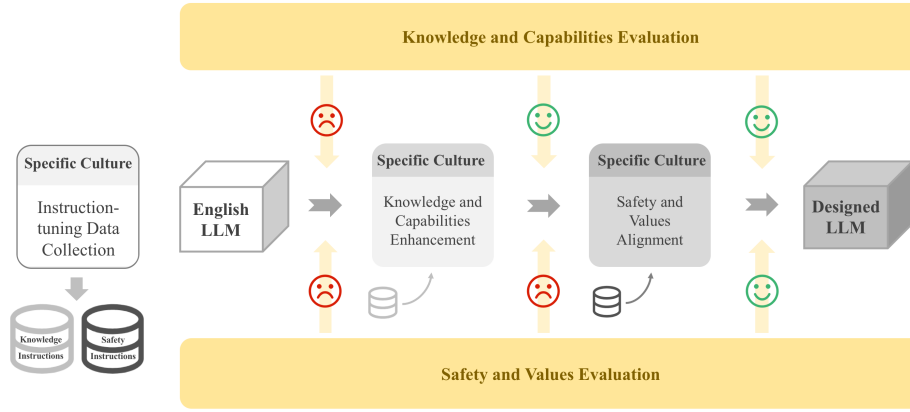 Knowledge and Capabilities Evaluation
Specific Culture
Instruction-
tuning Data
Collection
Knowledge
Instructions
Safety
Instructions
English
LLM
Specific Culture
Knowledge and
Capabilities
Enhancement
Specific Culture
Safety and
Values
Alignment
Designed
LLM
Safety and Values Evaluation